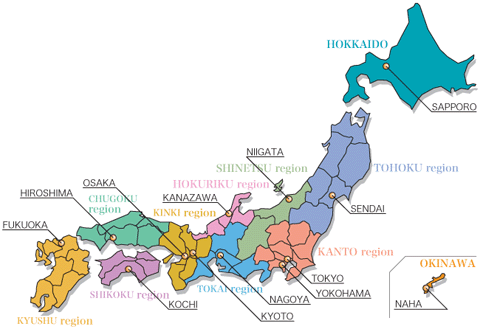 HOKKAIDO
SAPPORO
NIIGATA
SHINETSU region
TOHOKU region
OSAKA
HOKURIKU region
HIROSHIMA
CHUGOKU
region
KANAZAWA
KINKI region
SENDAI
FUKUOKA
KANTO region
OKINAWA
TOKYO
SHIKOKU region
TOKAI region
YOKOHAMA
NAGOYA
NAHA
KOCHI
KYOTO
KYUSHU region